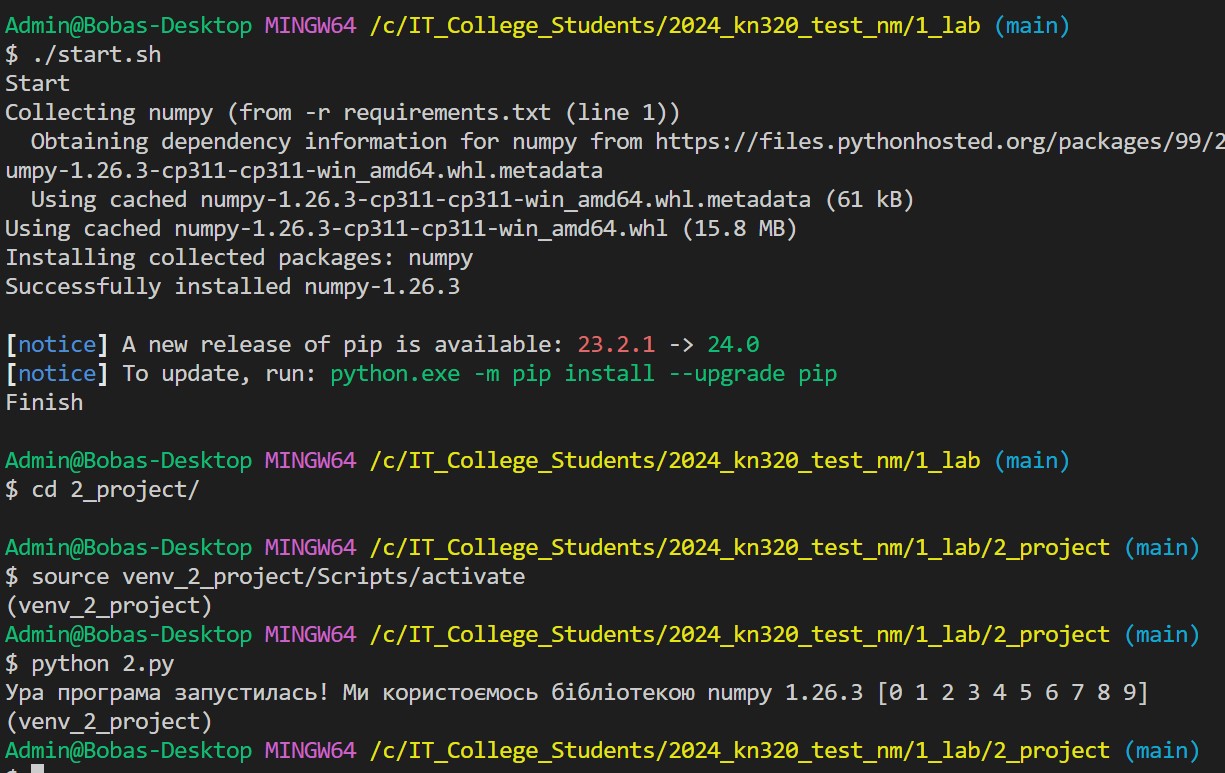 Admin@Bobas-Desktop MINGW64 /c/IT_College_Students/2024_kn320_test_nm/1_lab (main)
$ ./start.sh
Start
Collecting numpy (from -r requirements.txt (line 1))
  Obtaining dependency information for numpy from https://files.pythonhosted.org/packages/99/2
umpy-1.26.3-cp311-cp311-win_amd64.whl.metadata
  Using cached numpy-1.26.3-cp311-cp311-win_amd64.whl.metadata (61 kB)
Using cached numpy-1.26.3-cp311-cp311-win_amd64.whl (15.8 MB)
Installing collected packages: numpy
Successfully installed numpy-1.26.3
[notice] A new release of pip is available: 23.2.1 -> 24.0
[notice] To update, run: python.exe -m pip install --upgrade pip
Finish
Admin@Bobas-Desktop MINGW64 /c/IT_College_Students/2024_kn320_test_nm/1_lab (main)
$ cd 2_project/
Admin@Bobas-Desktop MINGW64 /c/IT_College_Students/2024_kn320_test_nm/1_lab/2_project (main)
$ source venv_2_project/Scripts/activate
(venv_2_project)
Admin@Bobas-Desktop MINGW64 /c/IT_College_Students/2024_kn320_test_nm/1_lab/2_project (main)
$ python 2.py
Ура програма запустилась! Ми користоємось бібліотекою numpy 1.26.3 [0 1 2 3 4 5 6 7 8 9]
(venv_2_project)
Admin@Bobas-Desktop MINGW64 /c/IT_College_Students/2024_kn320_test_nm/1_lab/2_project (main)
$